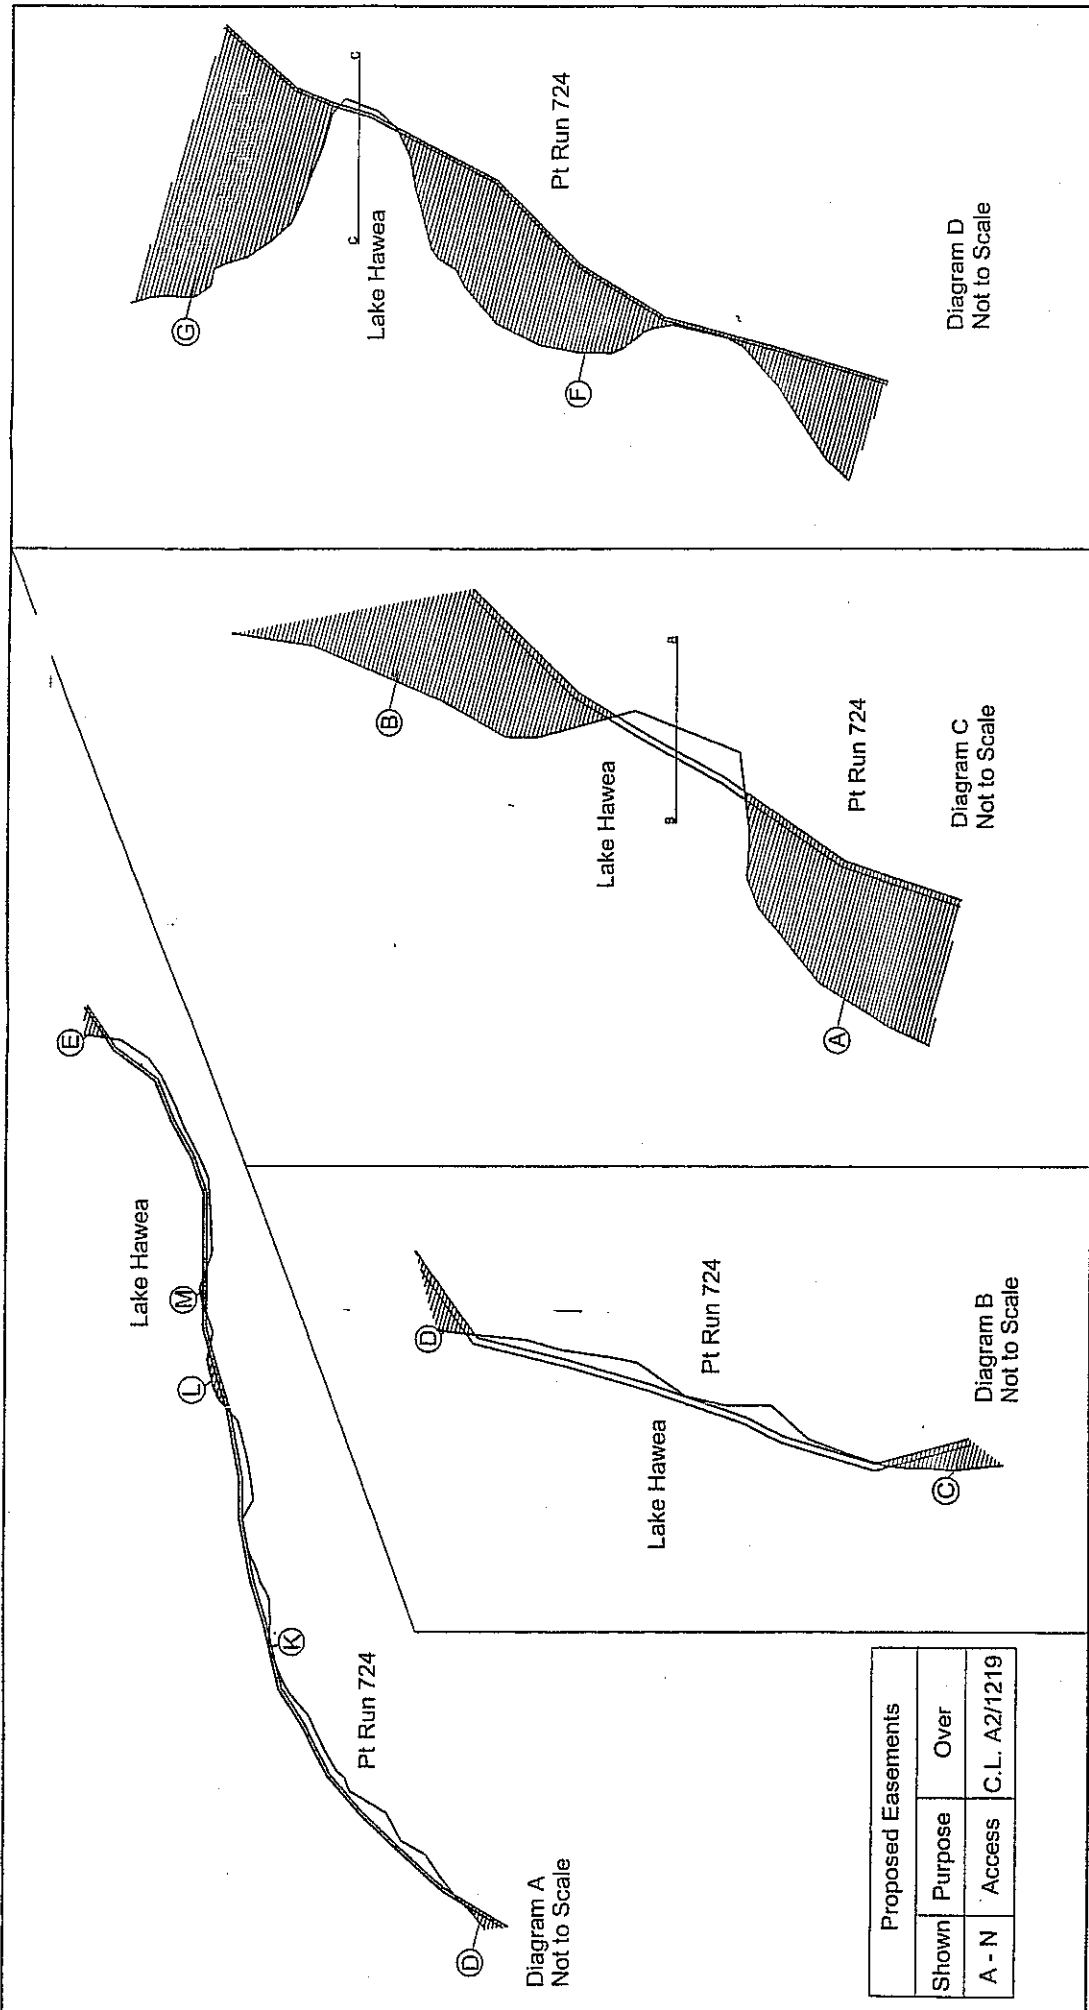 E
Lake Hawea
M
L
K
Pt Run 724
D
Diagram A
Not to Scale
D
Pt Run 724
Lake Hawea
C
Diagram B
Not to Scale
B
Lake Hawea
A
B
Pt Run 724
A
Diagram C
Not to Scale
G
C
C
Lake Hawea
Pt Run 724
F
Diagram D
Not to Scale
Proposed Easements
Shown Purpose Over
A - N Access C.L. A2/1219